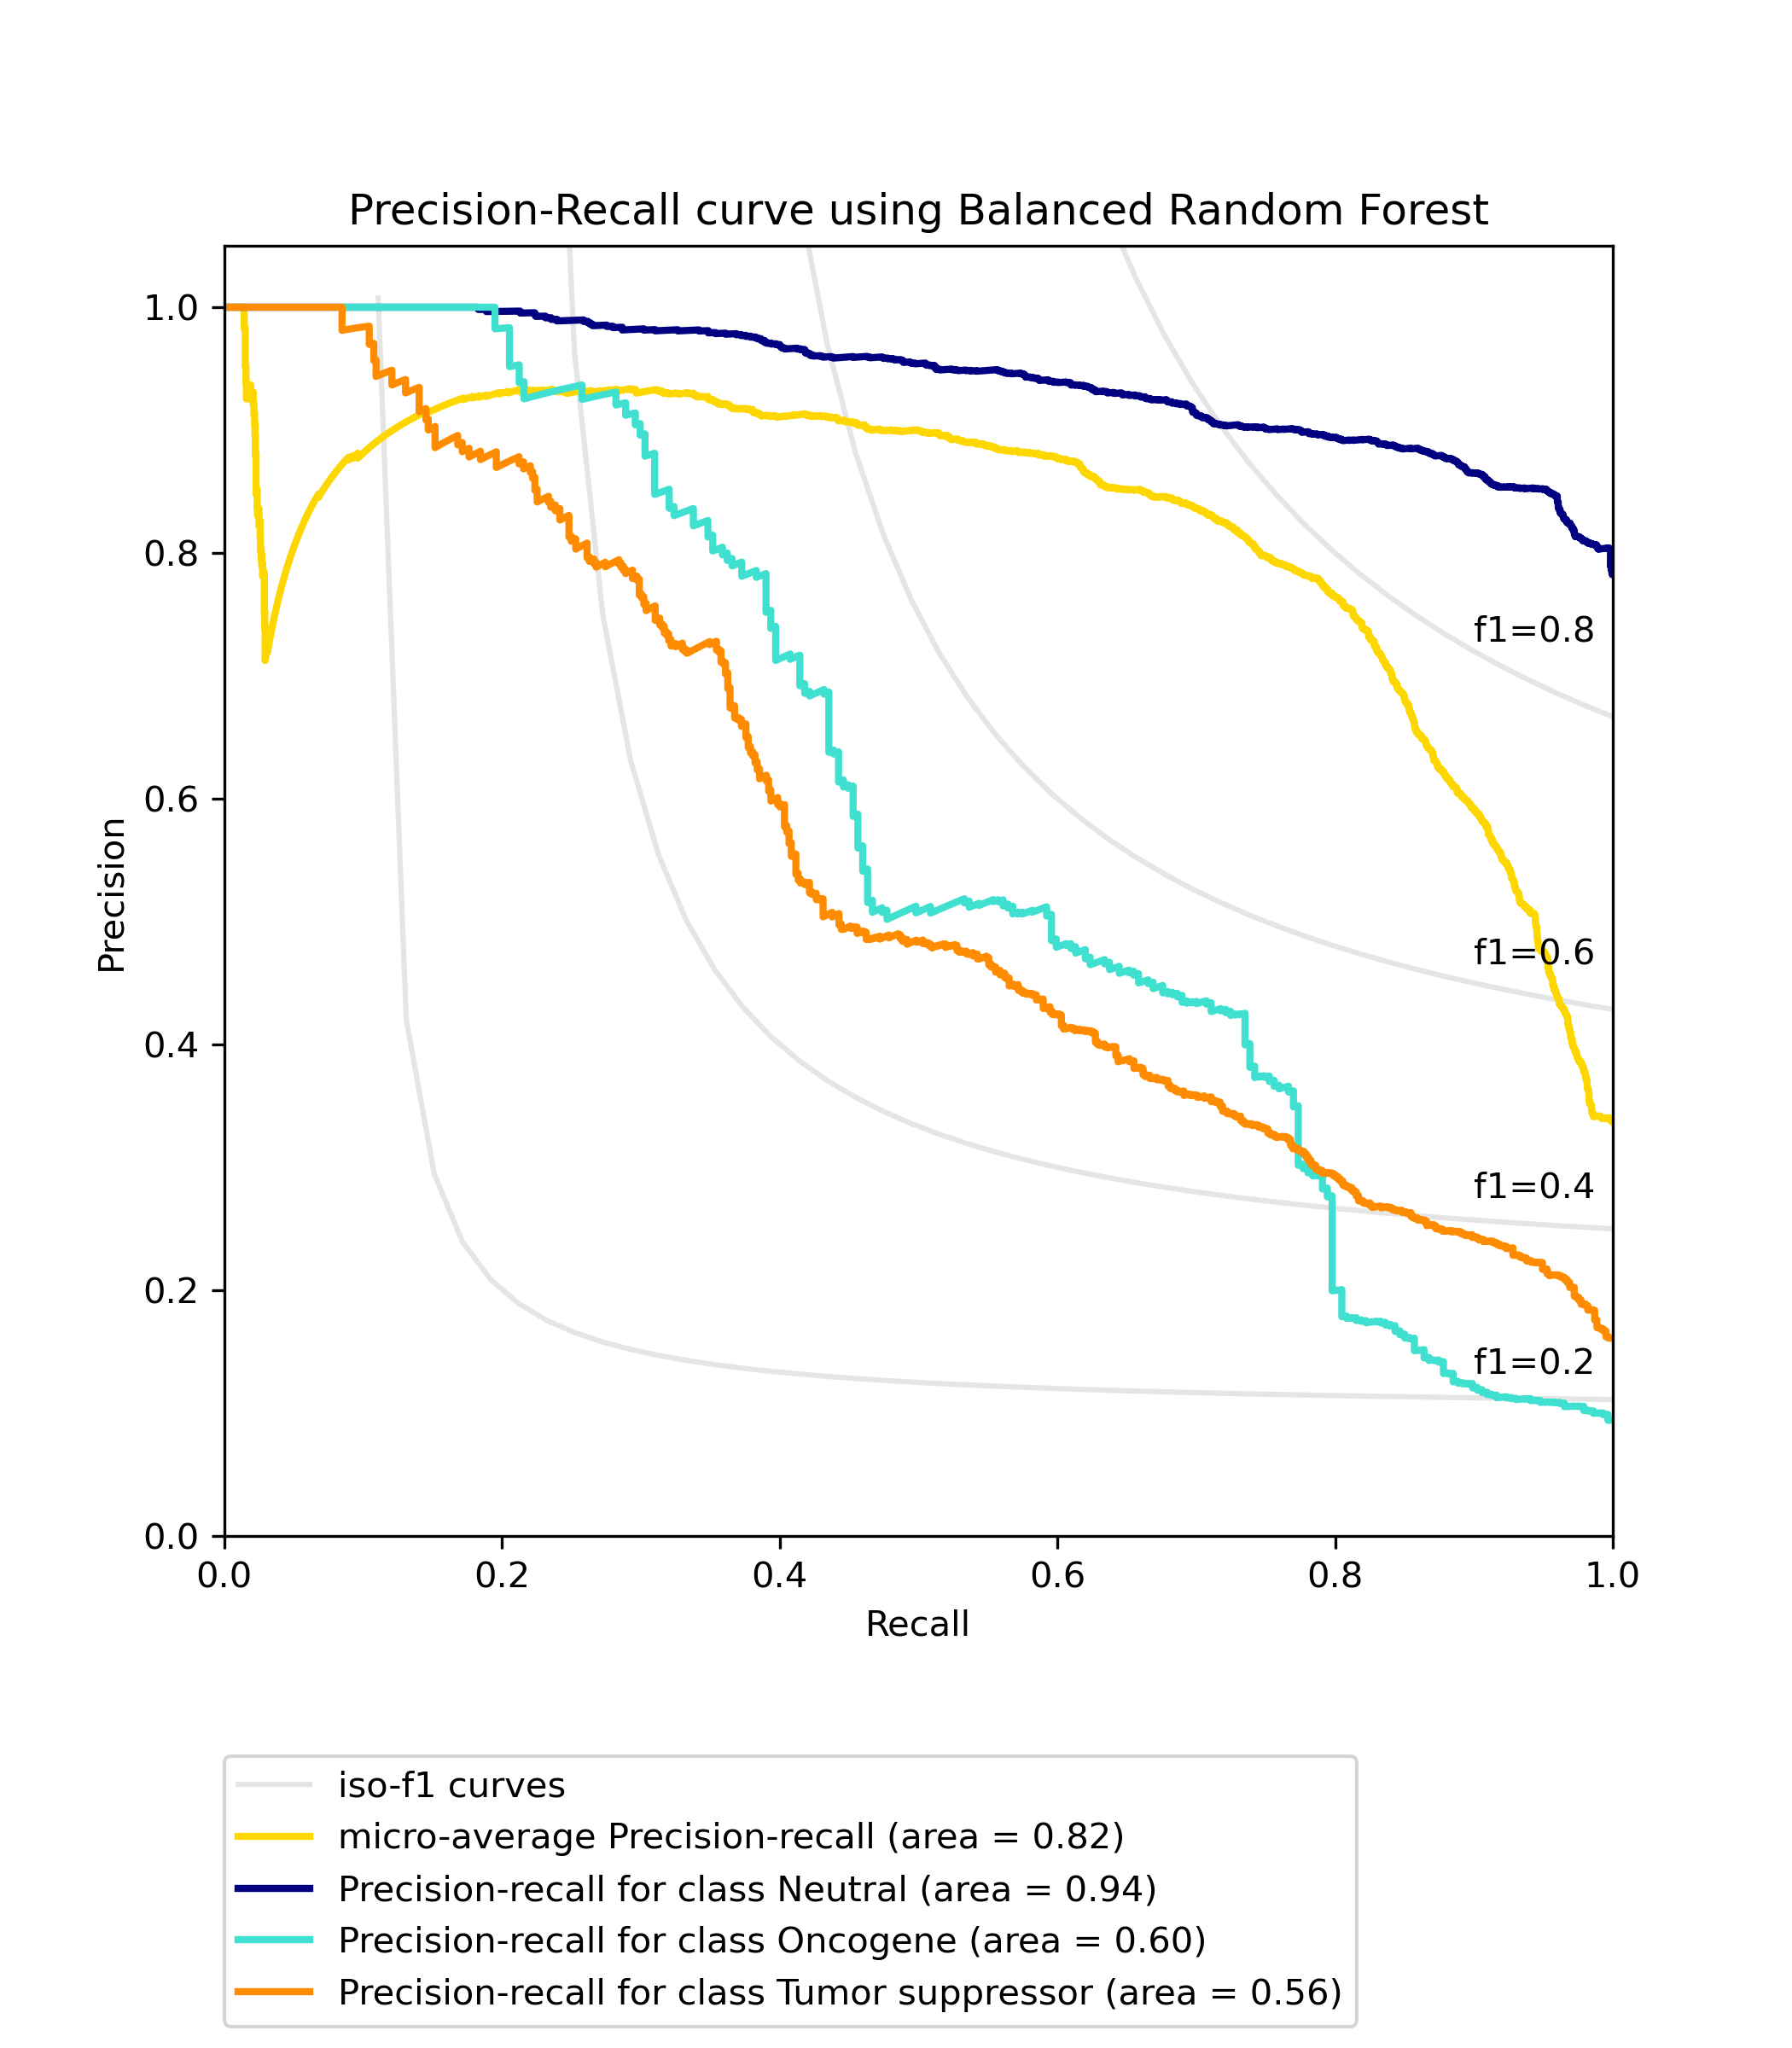 Precision-Recall curve using Balanced Random Forest
1.0
0.8
0.6
0.4
0.2
0.0
Precision
f1=0.8
f1=0.6
f1=0.4
f1=0.2
0.0 0.2 0.4 0.6 0.8 1.0
Recall
iso-f1 curves
micro-average Precision-recall (area = 0.82)
Precision-recall for class Neutral (area = 0.94)
Precision-recall for class Oncogene (area = 0.60)
Precision-recall for class Tumor suppressor (area = 0.56)